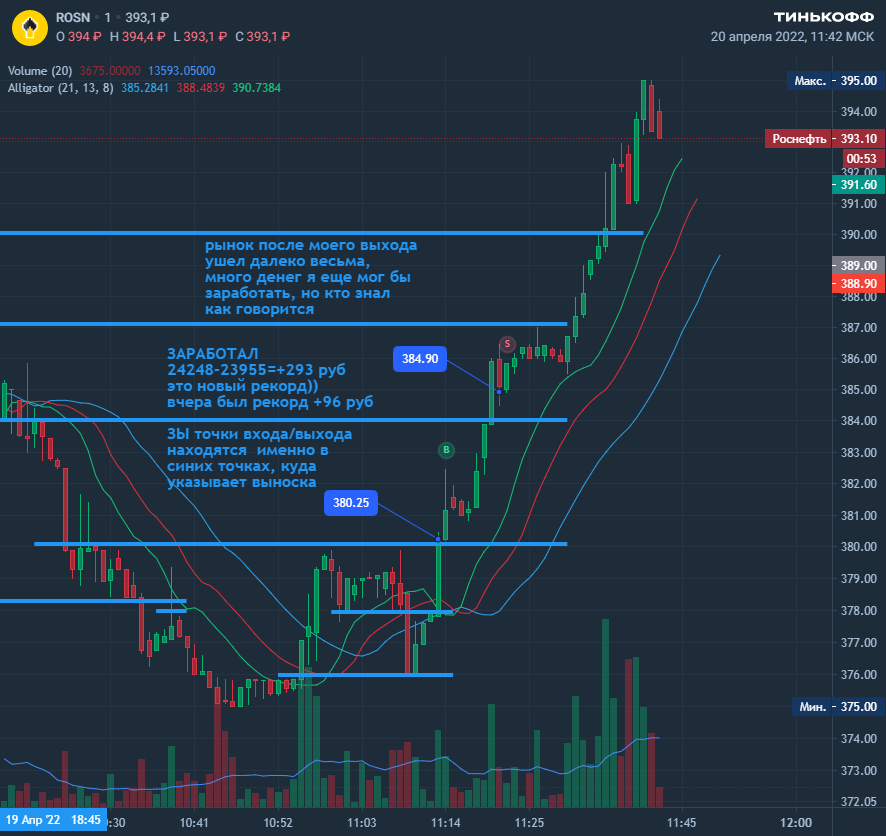 ROSN · 1 · 393,1 ₽
О 394 ₽ H 394,4 ₽ L 393,1 ₽ C 393,1 ₽
ТИНЬКОФФ
20 апреля 2022, 11:42 МСК
Volume (20) 3675.00000 13593.05000
Alligator (21, 13, 8) 385.2841 388.4839 390.7384
Макс. - 395.00
394.00
Роснефть - 393.10
00:53
392.00
391.60
391.00
390.00
389.00
388.90
388.00
387.00
386.00
385.00
384.00
383.00
382.00
381.00
380.00
379.00
378.00
377.00
376.00
Мин. - 375.00
374.00
373.00
372.05
рынок после моего выхода
ушел далеко весьма,
много денег я еще мог бы
заработать, но кто знал
как говорится
S
384.90
ЗАРАБОТАЛ
24248-23955=+293 руб
это новый рекорд))
вчера был рекорд +96 руб
ЗЫ точки входа/выхода
находятся именно в
синих точках, куда
указывает выноска
B
380.25
19 Апр '22 18:45 :30 10:41 10:52 11:03 11:14 11:25 11:45 12:00